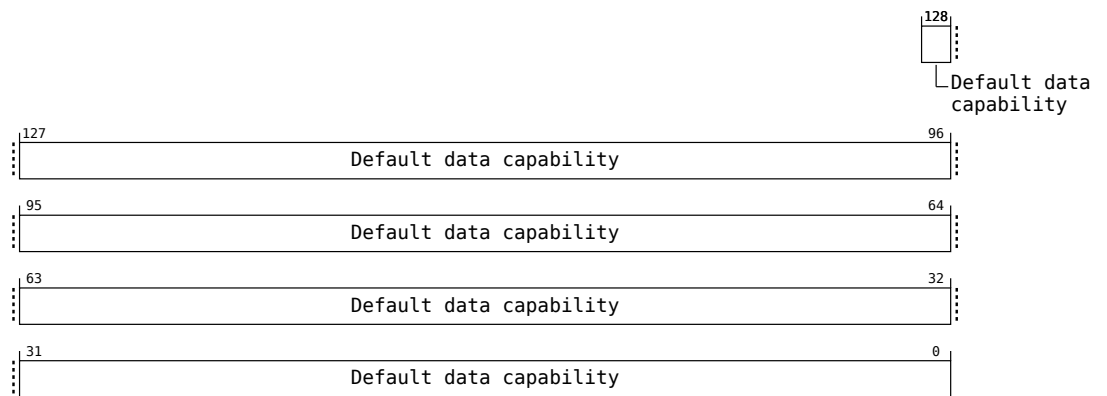 128
Default data
capability
127 96
Default data capability
95 64
Default data capability
63 32
Default data capability
31 0
Default data capability